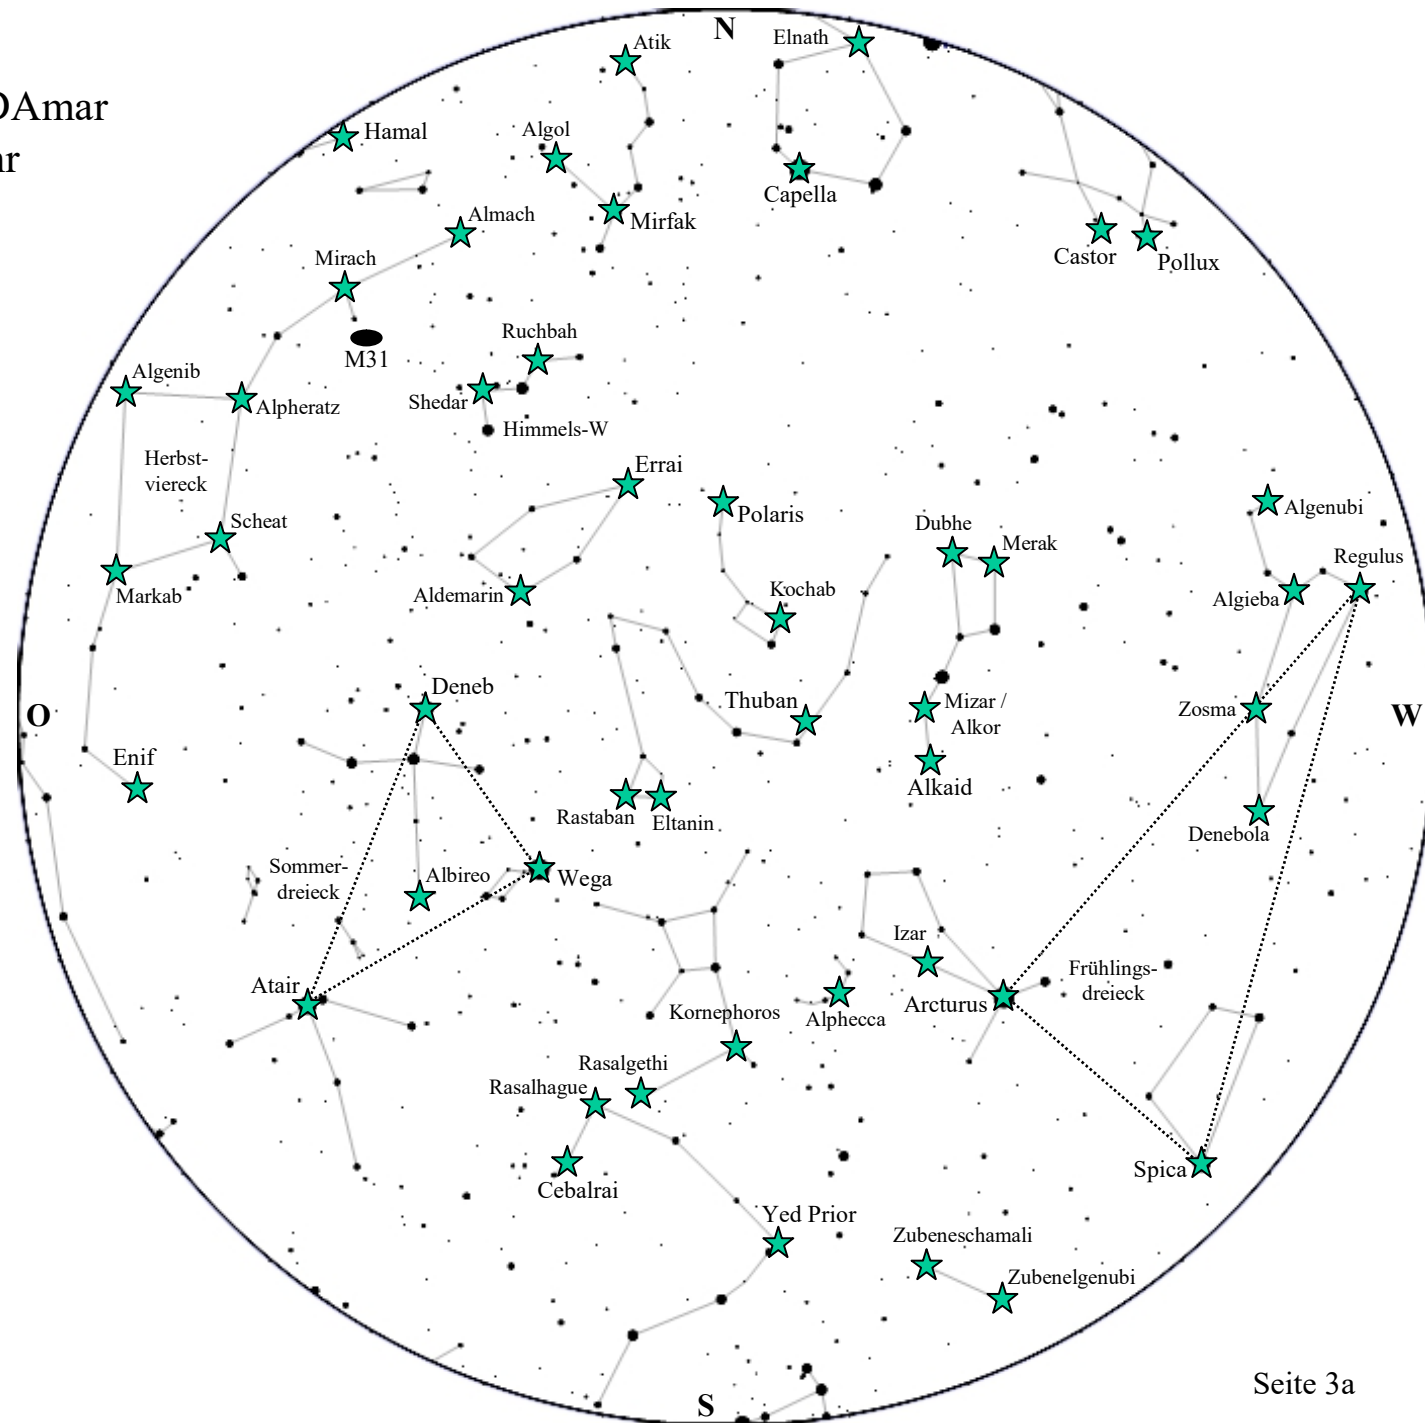 N
Elnath
Atik
DAmar
hr
Hamal
Algol
Capella
Almach
Mirfak
Mirach
Castor
Pollux
Ruchbah
M31
Algenib
Shedar
Alpheratz
Himmels-W
Herbst-
viereck
Errai
Polaris
Algenubi
Scheat
Dubhe
Merak
Regulus
Markab
Aldemarin
Kochab
Algieba
Deneb
Thuban
Mizar /
Alkor
Zosma
O
W
Enif
Alkaid
Rastaban
Eltanin
Denebola
Sommer-
dreieck
Albireo
Wega
Izar
Frühlings-
dreieck
Atair
Arcturus
Kornephoros
Alphecca
Rasalgethi
Rasalhague
Spica
Cebalrai
Yed Prior
Zubeneschamali
Zubenelgenubi
Seite 3a
S